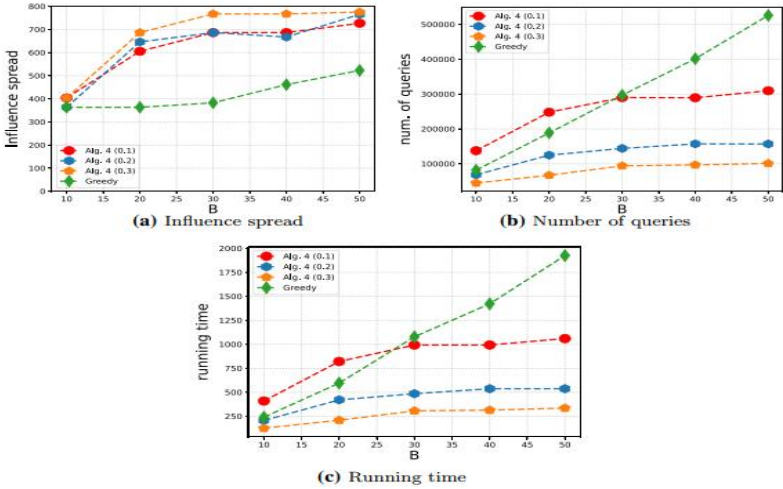 800
700
600
500
400
300
200
100
0
Influence spread
Alg. 4 (0.1)
Alg. 4 (0.2)
Alg. 4 (0.3)
Greedy
10 15 20 25 30 35 40 45 50
B
(a) Influence spread
500000
400000
300000
200000
100000
num. of queries
Alg. 4 (0.1)
Alg. 4 (0.2)
Alg. 4 (0.3)
Greedy
10 15 20 25 30 35 40 45 50
B
(b) Number of queries
2000
1750
1500
1250
1000
750
500
250
running time
Alg. 4 (0.1)
Alg. 4 (0.2)
Alg. 4 (0.3)
Greedy
10 15 20 25 30 35 40 45 50
B
(c) Running time